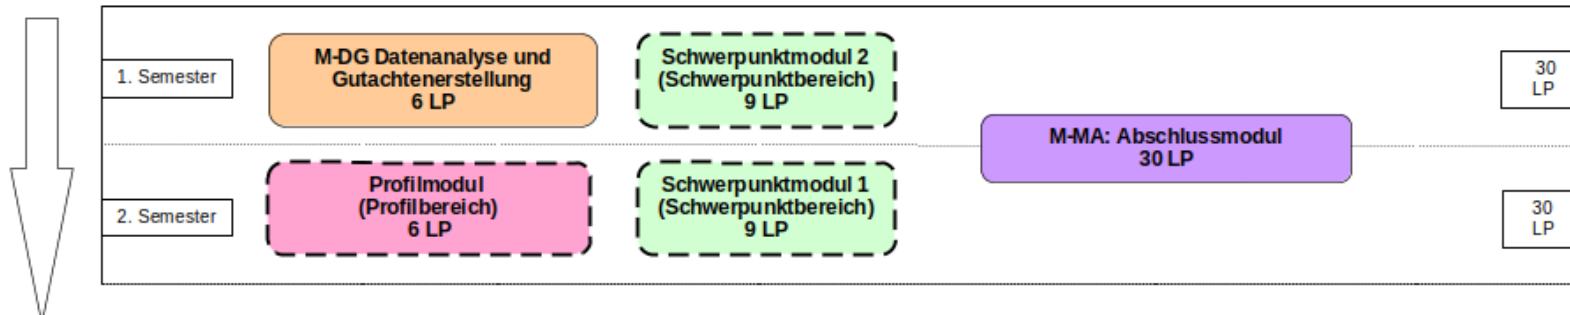 1. Semester
M-DG Datenanalyse und
Gutachtenerstellung
6 LP
Schwerpunktmodul 2
(Schwerpunktbereich)
9 LP
30
LP
M-MA: Abschlussmodul
30 LP
2. Semester
Profilmodul
(Profilbereich)
6 LP
Schwerpunktmodul 1
(Schwerpunktbereich)
9 LP
30
LP